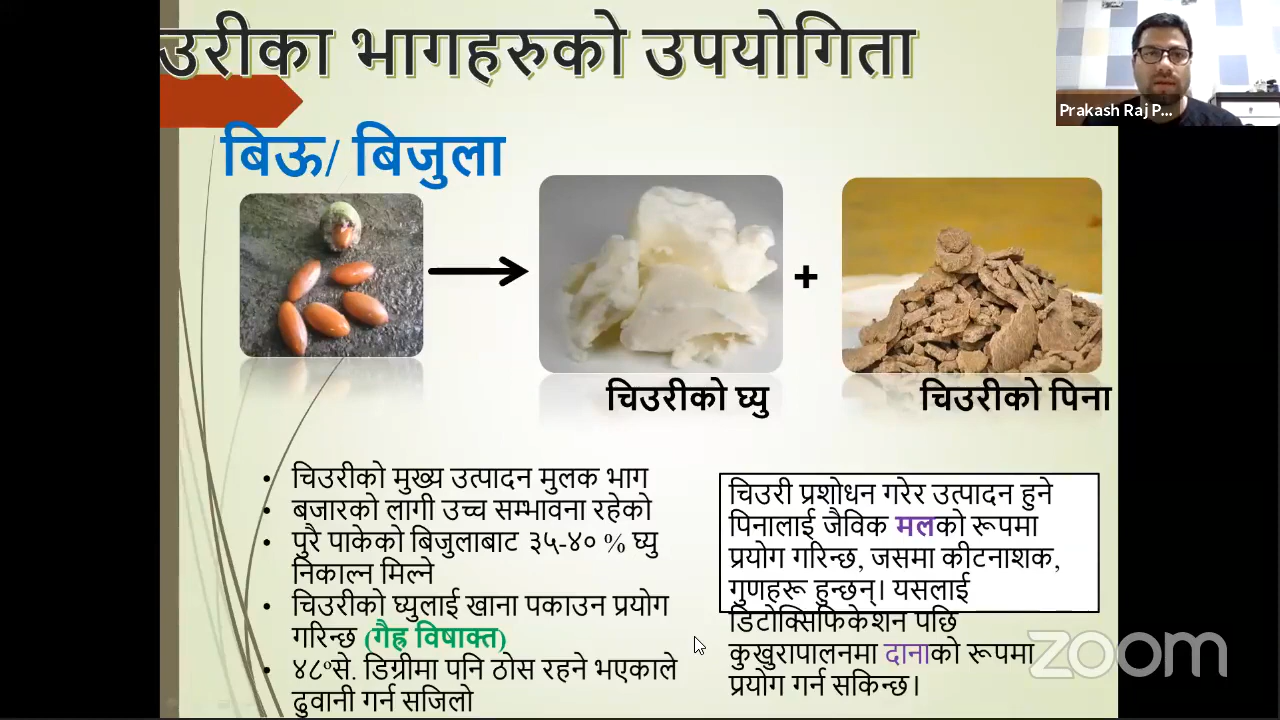 उरीका भागहरुको उपयोगिता
Prakash Raj P...
बिऊ/ बिजुला
+
चिउरीको घ्यु
चिउरीको पिना
• चिउरीको मुख्य उत्पादन मुलक भाग
• बजारको लागी उच्च सम्भावना रहेको
• पुरै पाकेको बिजुलाबाट ३५-४० % घ्यु
निकाल्न मिल्ने
• चिउरीको घ्युलाई खाना पकाउन प्रयोग
गरिन्छ (गैह्र विषाक्त)
• ४८°से. डिग्रीमा पनि ठोस रहने भएकाले
ढुवानी गर्न सजिलो
चिउरी प्रशोधन गरेर उत्पादन हुने
पिनालाई जैविक मलको रूपमा
प्रयोग गरिन्छ, जसमा कीटनाशक,
गुणहरू हुन्छन्। यसलाई
डिटोक्सिफिकेशन पछि
कुखुरापालनमा दानाको रूपमा
प्रयोग गर्न सकिन्छ।
zoom